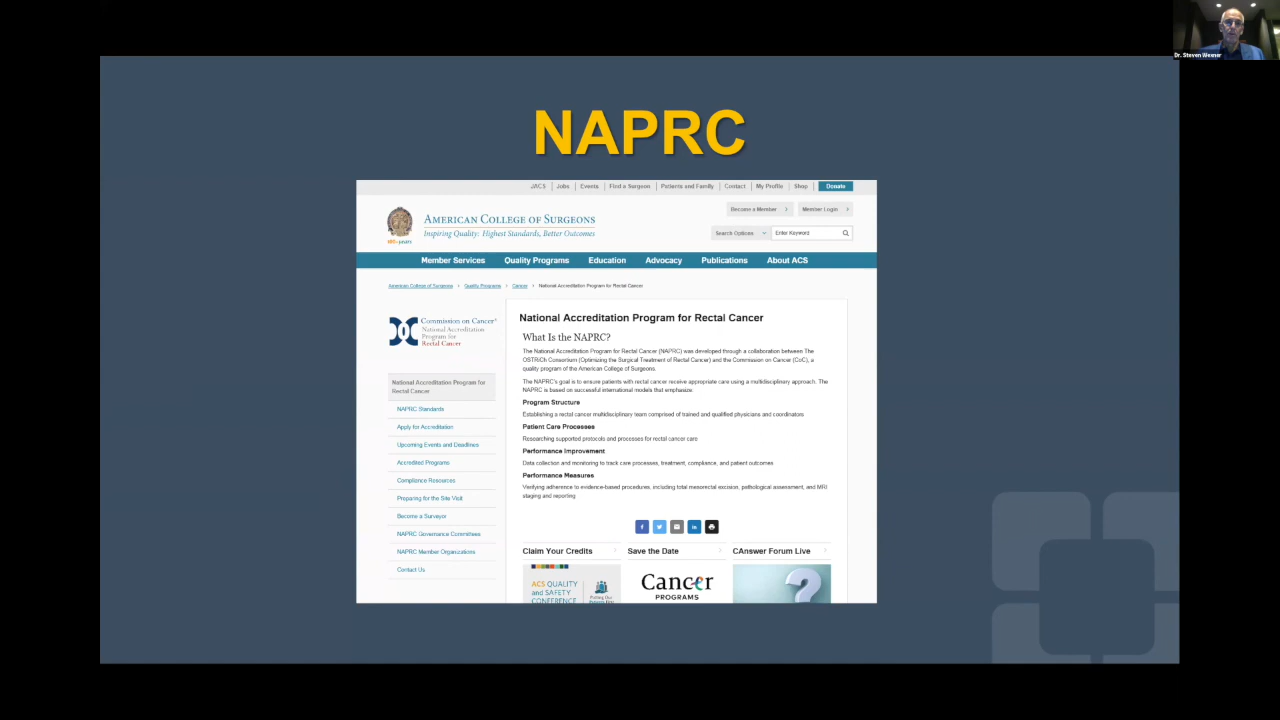 Dr. Steven Wexner
NAPRC
JACS
Jobs
Events
Find a Surgeon
Patients and Family
Contact
My Profile
Shop
Donate
AMERICAN COLLEGE OF SURGEONS
Inspiring Quality: Highest Standards, Better Outcomes
Become a Member
Member Login
Search Options
Enter Keyword
Member Services
Quality Programs
Education
Advocacy
Publications
About ACS
American College of Surgeons > Quality Programs > Cancer > National Accreditation Program for Rectal Cancer
COMMISSION ON CANCER®
National Accreditation
Program for
Rectal Cancer
National Accreditation Program for
Rectal Cancer
NAPRC Standards
Apply for Accreditation
Upcoming Events and Deadlines
Accredited Programs
Compliance Resources
Preparing for the Site Visit
Become a Surveyor
NAPRC Governance Committees
NAPRC Member Organizations
Contact Us
National Accreditation Program for Rectal Cancer
What Is the NAPRC?
The National Accreditation Program for Rectal Cancer (NAPRC) was developed through a collaboration between The
OSTRiCh Consortium (Optimizing the Surgical Treatment of Rectal Cancer) and the Commission on Cancer (CoC), a
quality program of the American College of Surgeons.
The NAPRC's goal is to ensure patients with rectal cancer receive appropriate care using a multidisciplinary approach. The
NAPRC is based on successful international models that emphasize:
Program Structure
Establishing a rectal cancer multidisciplinary team comprised of trained and qualified physicians and coordinators
Patient Care Processes
Researching supported protocols and processes for rectal cancer care
Performance Improvement
Data collection and monitoring to track care processes, treatment, compliance, and patient outcomes
Performance Measures
Verifying adherence to evidence-based procedures, including total mesorectal excision, pathological assessment, and MRI
staging and reporting
Claim Your Credits
Save the Date
CAnswer Forum Live
ACS QUALITY
and SAFETY
CONFERENCE
Cancer
PROGRAMS